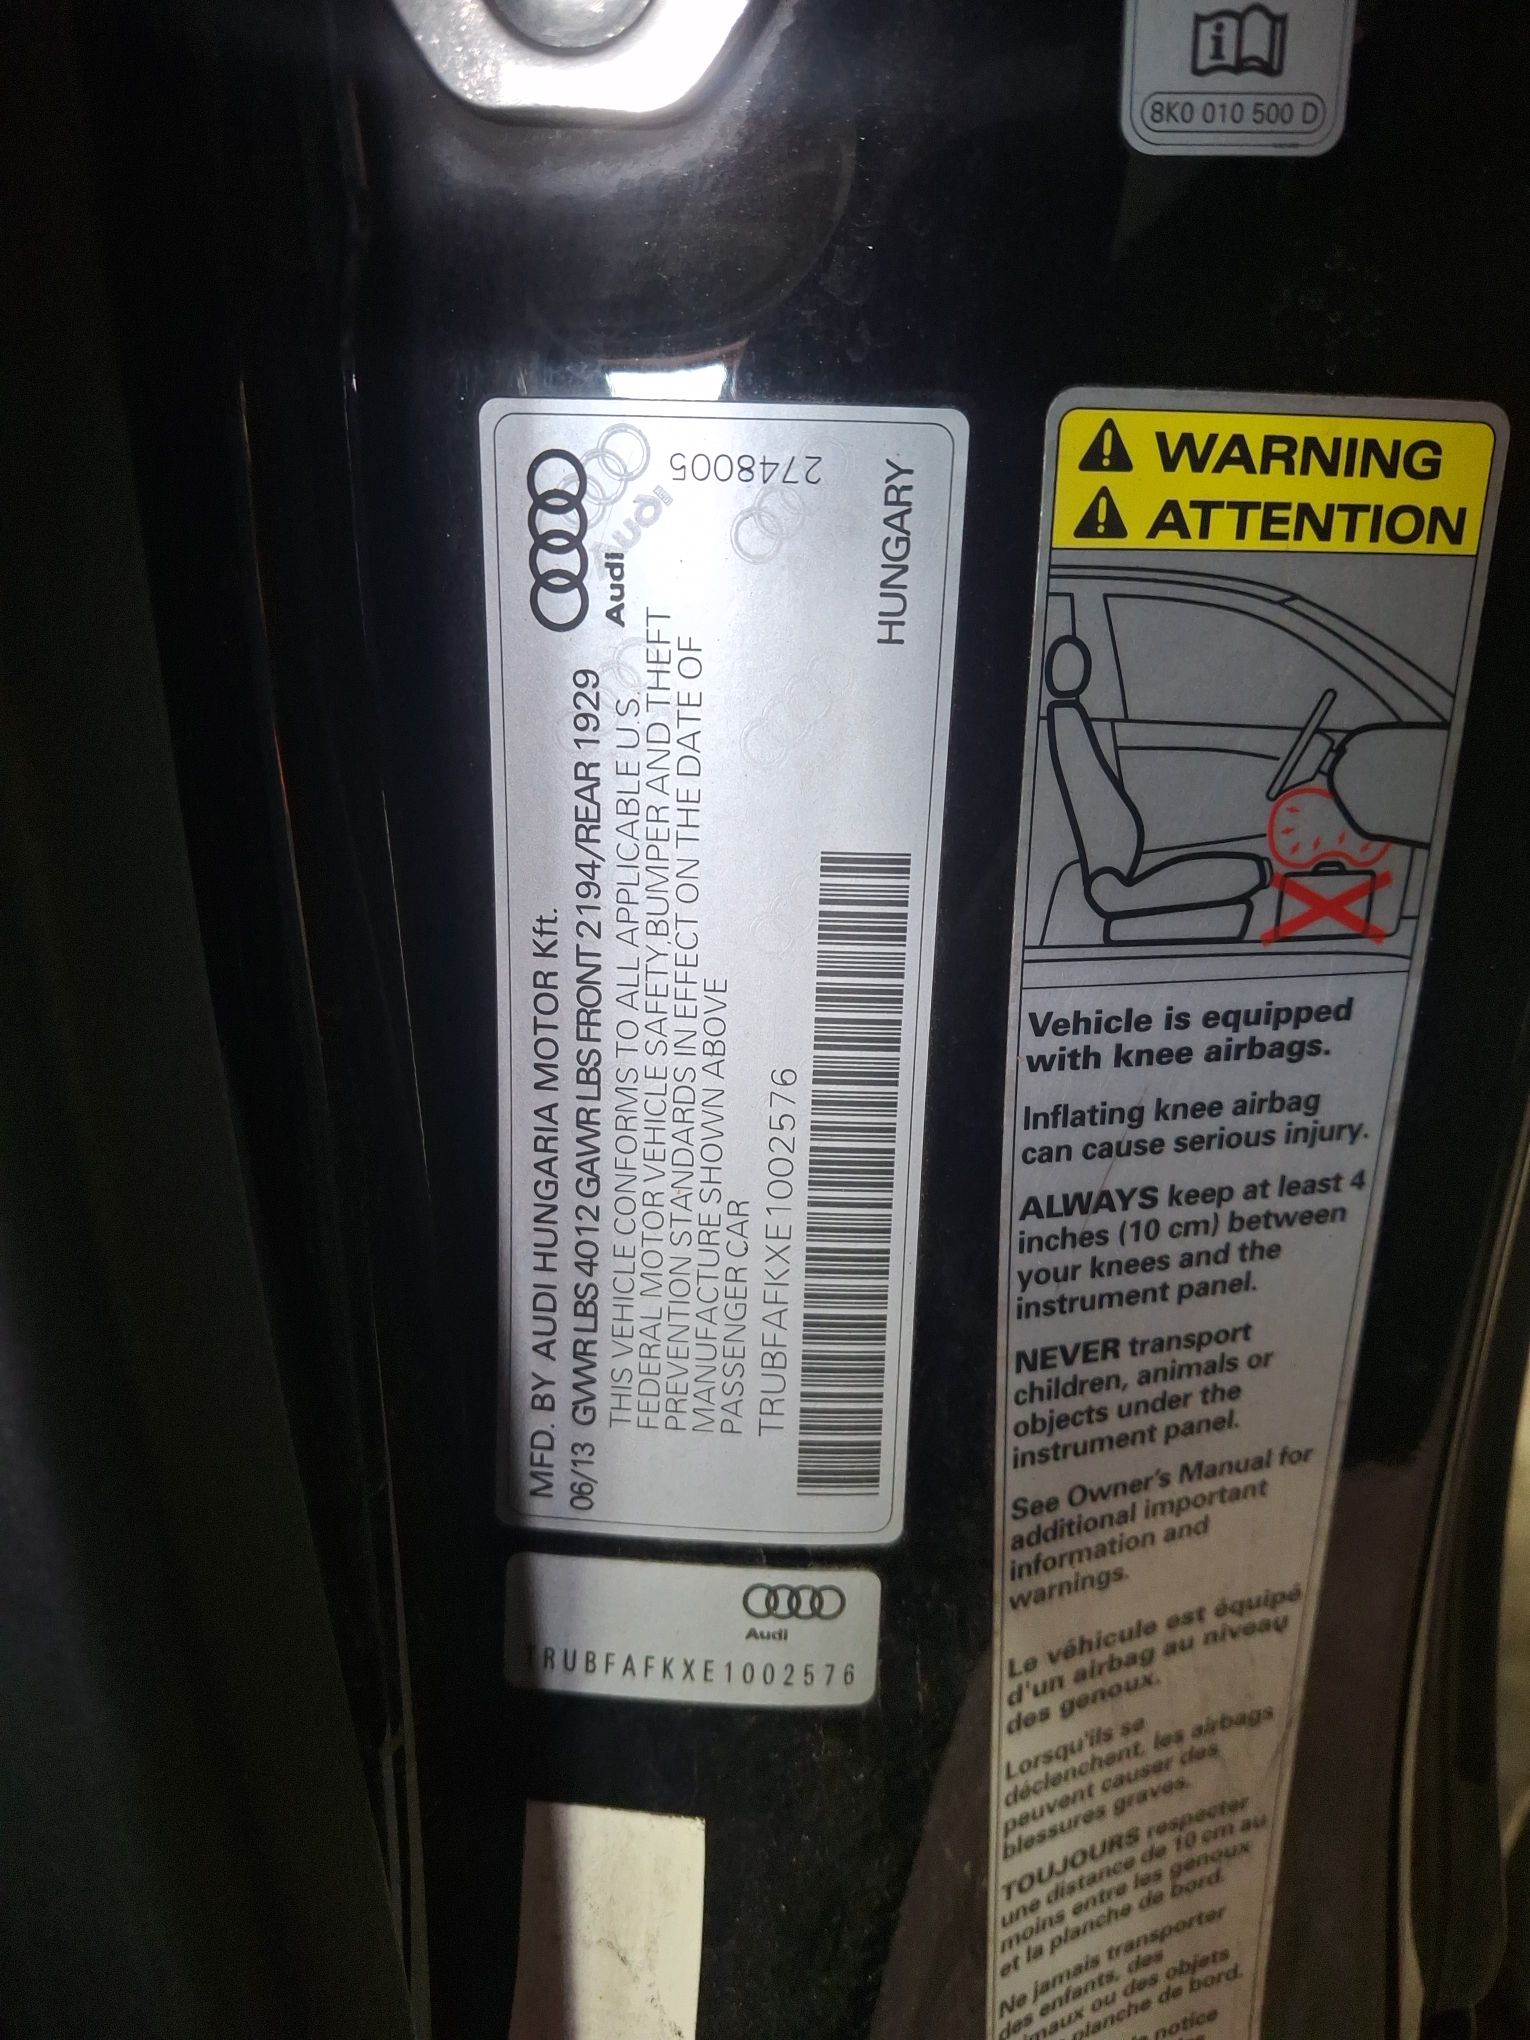 8K0 010 500 D
Audi
2748005
MFD. BY AUDI HUNGARIA MOTOR Kft.
06/13 GVWR LBS 4012 GAWR LBS FRONT 2194/REAR 1929
THIS VEHICLE CONFORMS TO ALL APPLICABLE U.S.
FEDERAL MOTOR VEHICLE SAFETY,BUMPER AND THEFT
PREVENTION STANDARDS IN EFFECT ON THE DATE OF
MANUFACTURE SHOWN ABOVE
PASSENGER CAR
TRUBFAFKXE1002576
HUNGARY
Audi
TRUBFAFKXE1002576
WARNING
ATTENTION
Vehicle is equipped
with knee airbags.
Inflating knee airbag
can cause serious injury.
ALWAYS keep at least 4
inches (10 cm) between
your knees and the
instrument panel.
NEVER transport
children, animals or
objects under the
instrument panel.
See Owner's Manual for
additional important
information and
warnings.
Le véhicule est équipé
d'un airbag au niveau
des genoux.
Lorsqu'ils se
déclenchent, les airbags
peuvent causer des
blessures graves.
TOUJOURS respecter
une distance de 10 cm au
moins entre les genoux
et la planche de bord.
Ne jamais transporter
des enfants, des
ou des objets
planche de bord.
notice